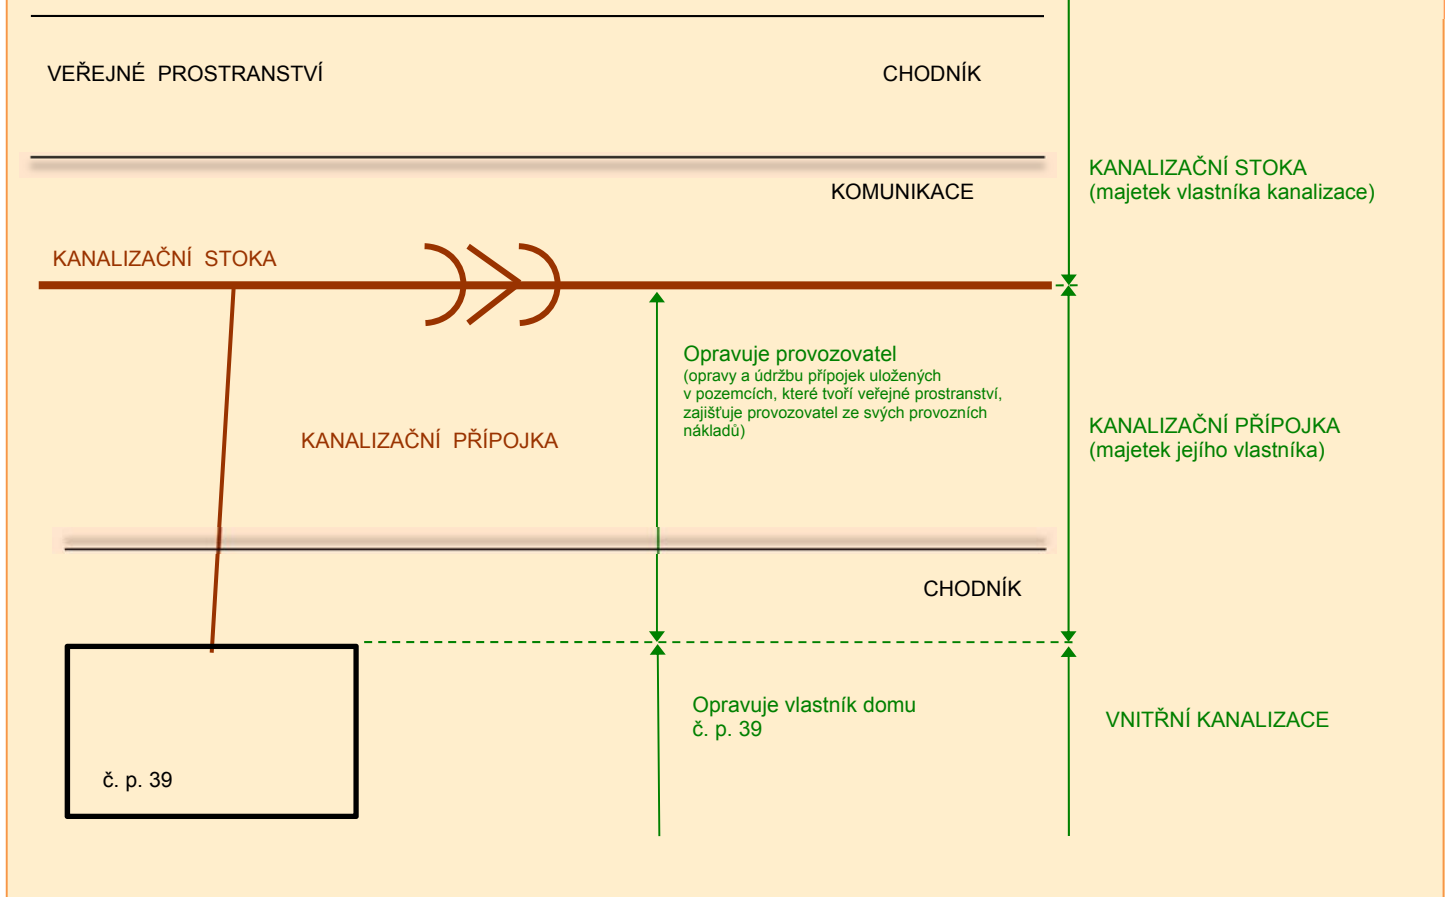 VEŘEJNÉ PROSTRANSTVÍ
CHODNÍK
KANALIZAČNÍ STOKA
(majetek vlastníka kanalizace)
KOMUNIKACE
KANALIZAČNÍ STOKA
Opravuje provozovatel
(opravy a údržbu přípojek uložených
v pozemcích, které tvoří veřejné prostranství,
zajišťuje provozovatel ze svých provozních
nákladů)
KANALIZAČNÍ PŘÍPOJKA
KANALIZAČNÍ PŘÍPOJKA
(majetek jejího vlastníka)
CHODNÍK
Opravuje vlastník domu
č. p. 39
VNITŘNÍ KANALIZACE
č. p. 39